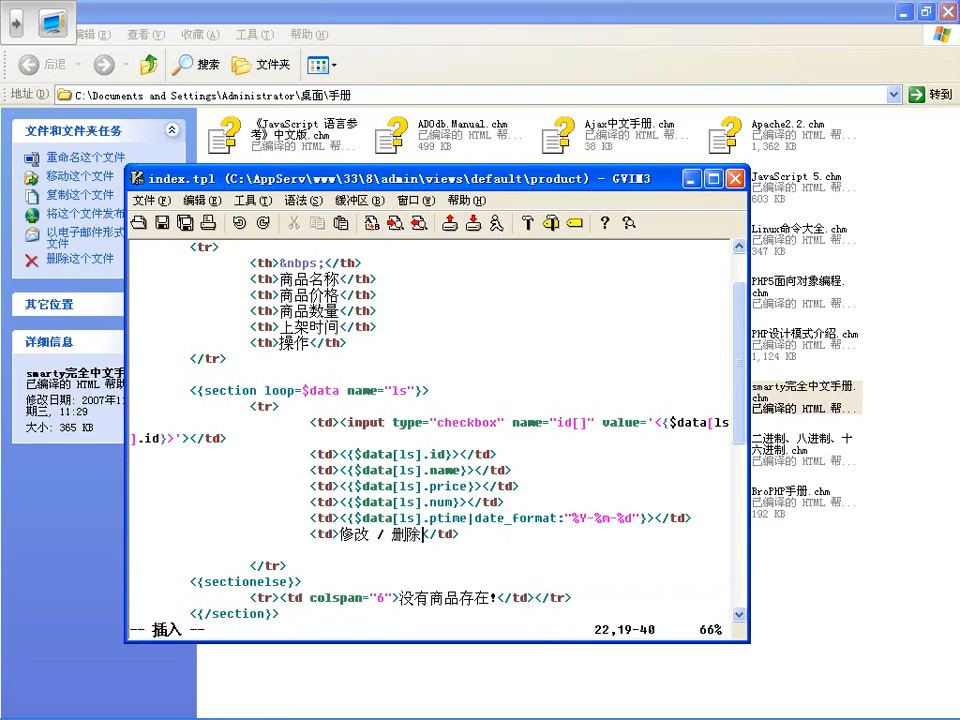 编辑(E) 查看(V) 收藏(A) 工具(T) 帮助(H)
后退 搜索 文件夹
地址(D) C:\Documents and Settings\Administrator\桌面\手册 转到
文件和文件夹任务
重命名这个文件
移动这个文件
复制这个文件
将这个文件发布
以电子邮件形式
文件
删除这个文件
其它位置
详细信息
smarty完全中文手
已编译的 HTML 帮助
修改日期: 2007年1
期三, 11:29
大小: 365 KB
《JavaScript 语言参
考》中文版.chm
已编译的 HTML 帮...
ADOdb_Manual.chm
已编译的 HTML 帮...
499 KB
Ajax中文手册.chm
已编译的 HTML 帮...
38 KB
Apache2.2.chm
已编译的 HTML 帮...
1,362 KB
JavaScript 5.chm
603 KB
Linux命令大全.chm
347 KB
PHP5面向对象编程.
chm
已编译的 HTML 帮...
PHP设计模式介绍.chm
已编译的 HTML 帮...
1,124 KB
smarty完全中文手册.
chm
已编译的 HTML 帮...
二进制、八进制、十
六进制.chm
已编译的 HTML 帮...
BroPHP手册.chm
已编译的 HTML 帮...
192 KB
index.tpl (C:\AppServ\www\33\8\admin\views\default\product) - GVIM3
文件(F) 编辑(E) 工具(T) 语法(S) 缓冲区(B) 窗口(W) 帮助(H)
<tr>
<th>&nbps;</th>
<th>商品名称</th>
<th>商品价格</th>
<th>商品数量</th>
<th>上架时间</th>
<th>操作</th>
</tr>
<{section loop=$data name="ls"}>
<tr>
<td><input type="checkbox" name="id[]" value='<{$data[ls
].id}>'></td>
<td><{$data[ls].id}></td>
<td><{$data[ls].name}></td>
<td><{$data[ls].price}></td>
<td><{$data[ls].num}></td>
<td><{$data[ls].ptime|date_format:"%Y-%m-%d"}></td>
<td>修改 / 删除</td>
</tr>
<{sectionelse}>
<tr><td colspan="6">没有商品存在!</td></tr>
<{/section}>
-- 插入 -- 22,19-40 66%